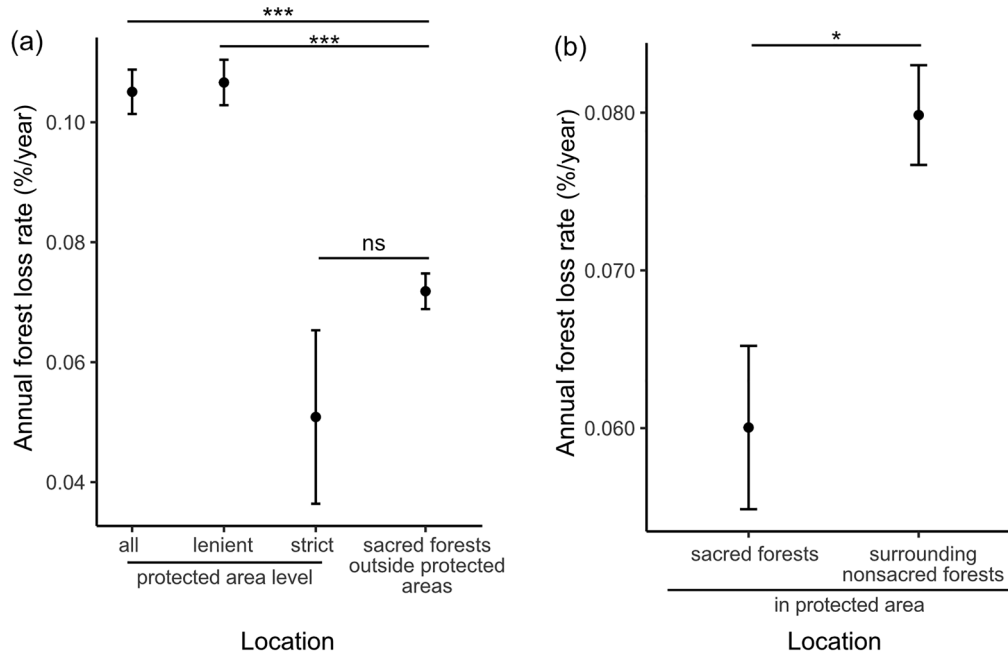 (a)
***
***
ns
Annual forest loss rate (%/year)
0.10
0.08
0.06
0.04
all
lenient
strict
sacred forests
outside protected
areas
protected area level
Location
(b)
*
Annual forest loss rate (%/year)
0.080
0.070
0.060
sacred forests
surrounding
nonsacred forests
in protected area
Location